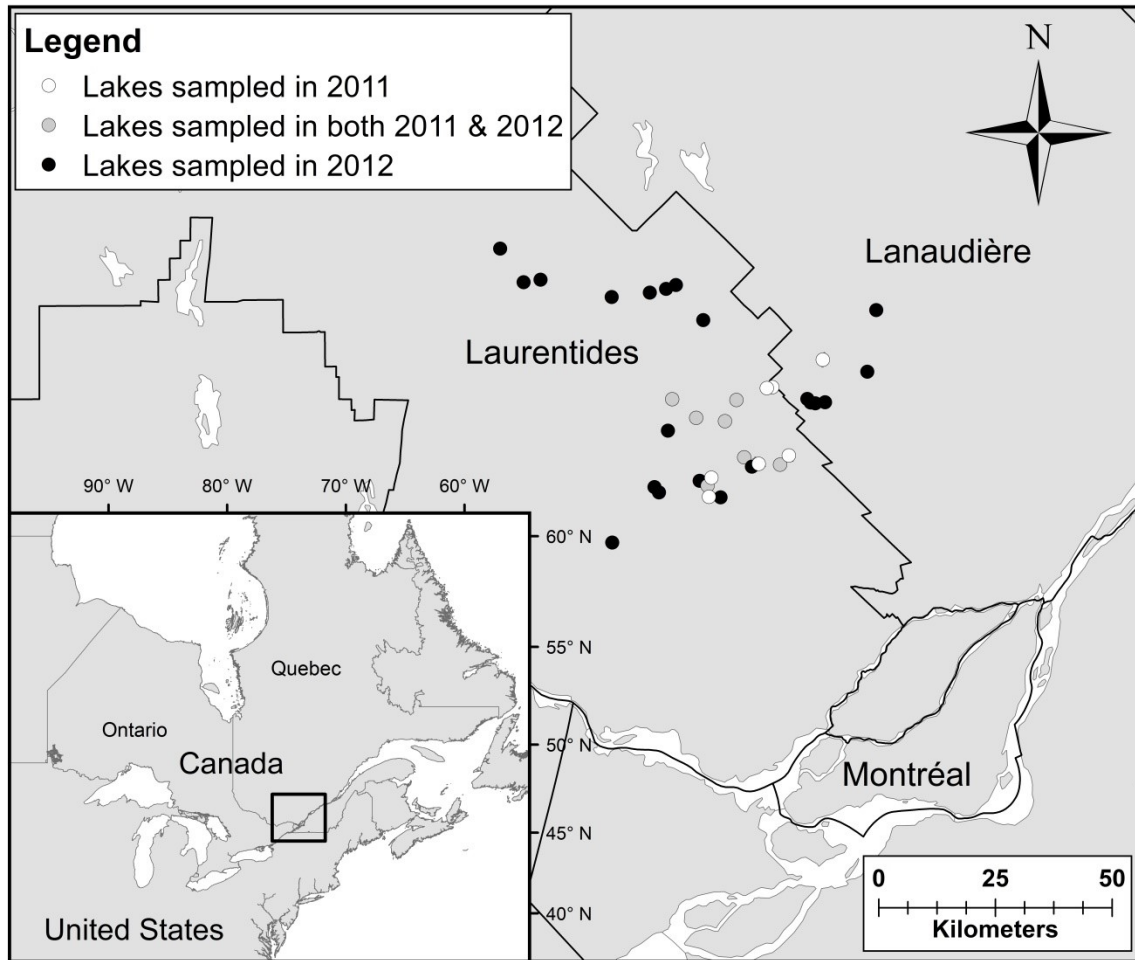 Legend
Lakes sampled in 2011
Lakes sampled in both 2011 & 2012
Lakes sampled in 2012
N
Lanaudière
Laurentides
90° W 80° W 70° W 60° W
60° N
55° N
50° N
45° N
40° N
Quebec
Ontario
Canada
United States
Montréal
0 25 50
Kilometers